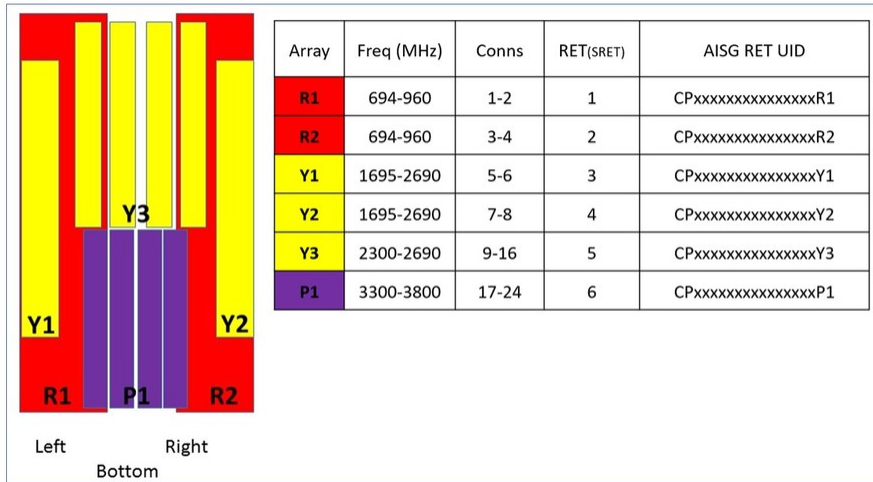 Y3
Y1
Y2
R1
P1
R2
Left
Right
Bottom
Array Freq (MHz) Conns RET(SRET) AISG RET UID
R1 694-960 1-2 1 CPxxxxxxxxxxxxxxxR1
R2 694-960 3-4 2 CPxxxxxxxxxxxxxxxR2
Y1 1695-2690 5-6 3 CPxxxxxxxxxxxxxxxY1
Y2 1695-2690 7-8 4 CPxxxxxxxxxxxxxxxY2
Y3 2300-2690 9-16 5 CPxxxxxxxxxxxxxxxY3
P1 3300-3800 17-24 6 CPxxxxxxxxxxxxxxxP1